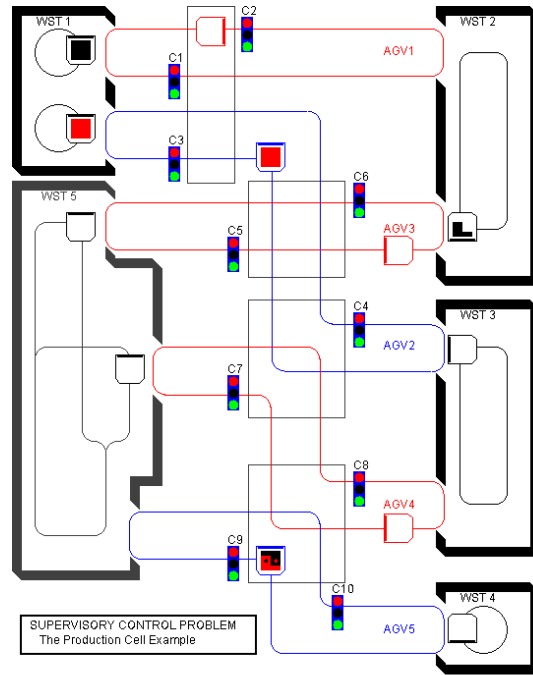 WST 1
C2
WST 2
C1
AGV1
C3
C6
WST 5
C5
AGV3
C4
WST 3
AGV2
C7
C8
AGV4
C9
C10
WST 4
AGV5
SUPERVISORY CONTROL PROBLEM
The Production Cell Example